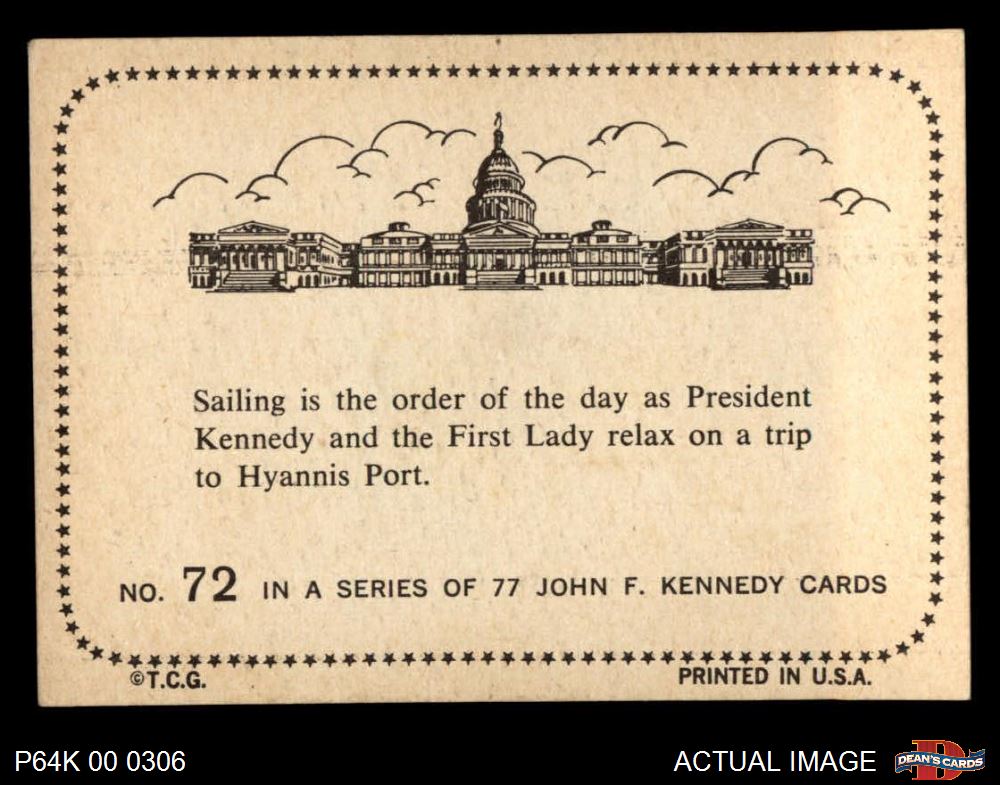 Sailing is the order of the day as President
Kennedy and the First Lady relax on a trip
to Hyannis Port.
NO. 72 IN A SERIES OF 77 JOHN F. KENNEDY CARDS
©T.C.G.
PRINTED IN U.S.A.
P64K 00 0306
ACTUAL IMAGE
D
DEAN'S CARDS